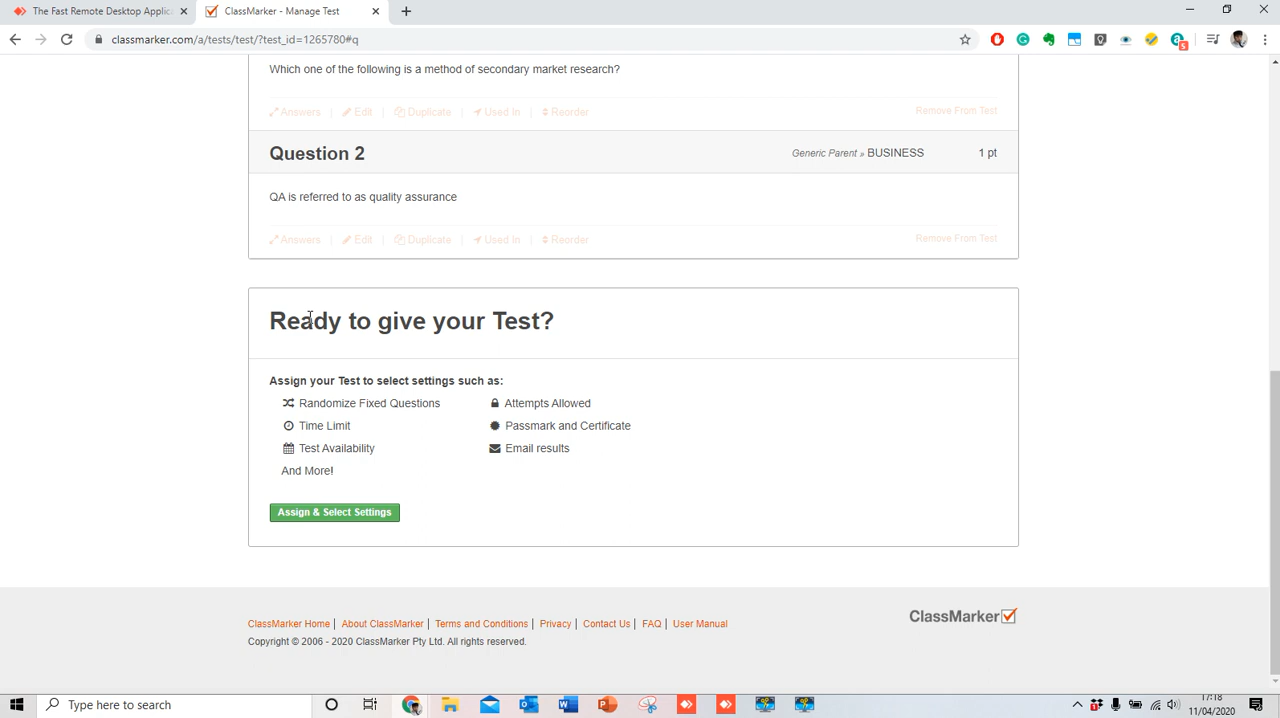 The Fast Remote Desktop Applic
ClassMarker - Manage Test
classmarker.com/a/tests/test/?test_id=1265780#q
Which one of the following is a method of secondary market research?
Answers | Edit | Duplicate | Used In | Reorder Remove From Test
Question 2 Generic Parent » BUSINESS 1 pt
QA is referred to as quality assurance
Answers | Edit | Duplicate | Used In | Reorder Remove From Test
Ready to give your Test?
Assign your Test to select settings such as:
Randomize Fixed Questions Attempts Allowed
Time Limit Passmark and Certificate
Test Availability Email results
And More!
Assign & Select Settings
ClassMarker Home | About ClassMarker | Terms and Conditions | Privacy | Contact Us | FAQ | User Manual
ClassMarker
Copyright © 2006 - 2020 ClassMarker Pty Ltd. All rights reserved.
Type here to search
17:18
11/04/2020